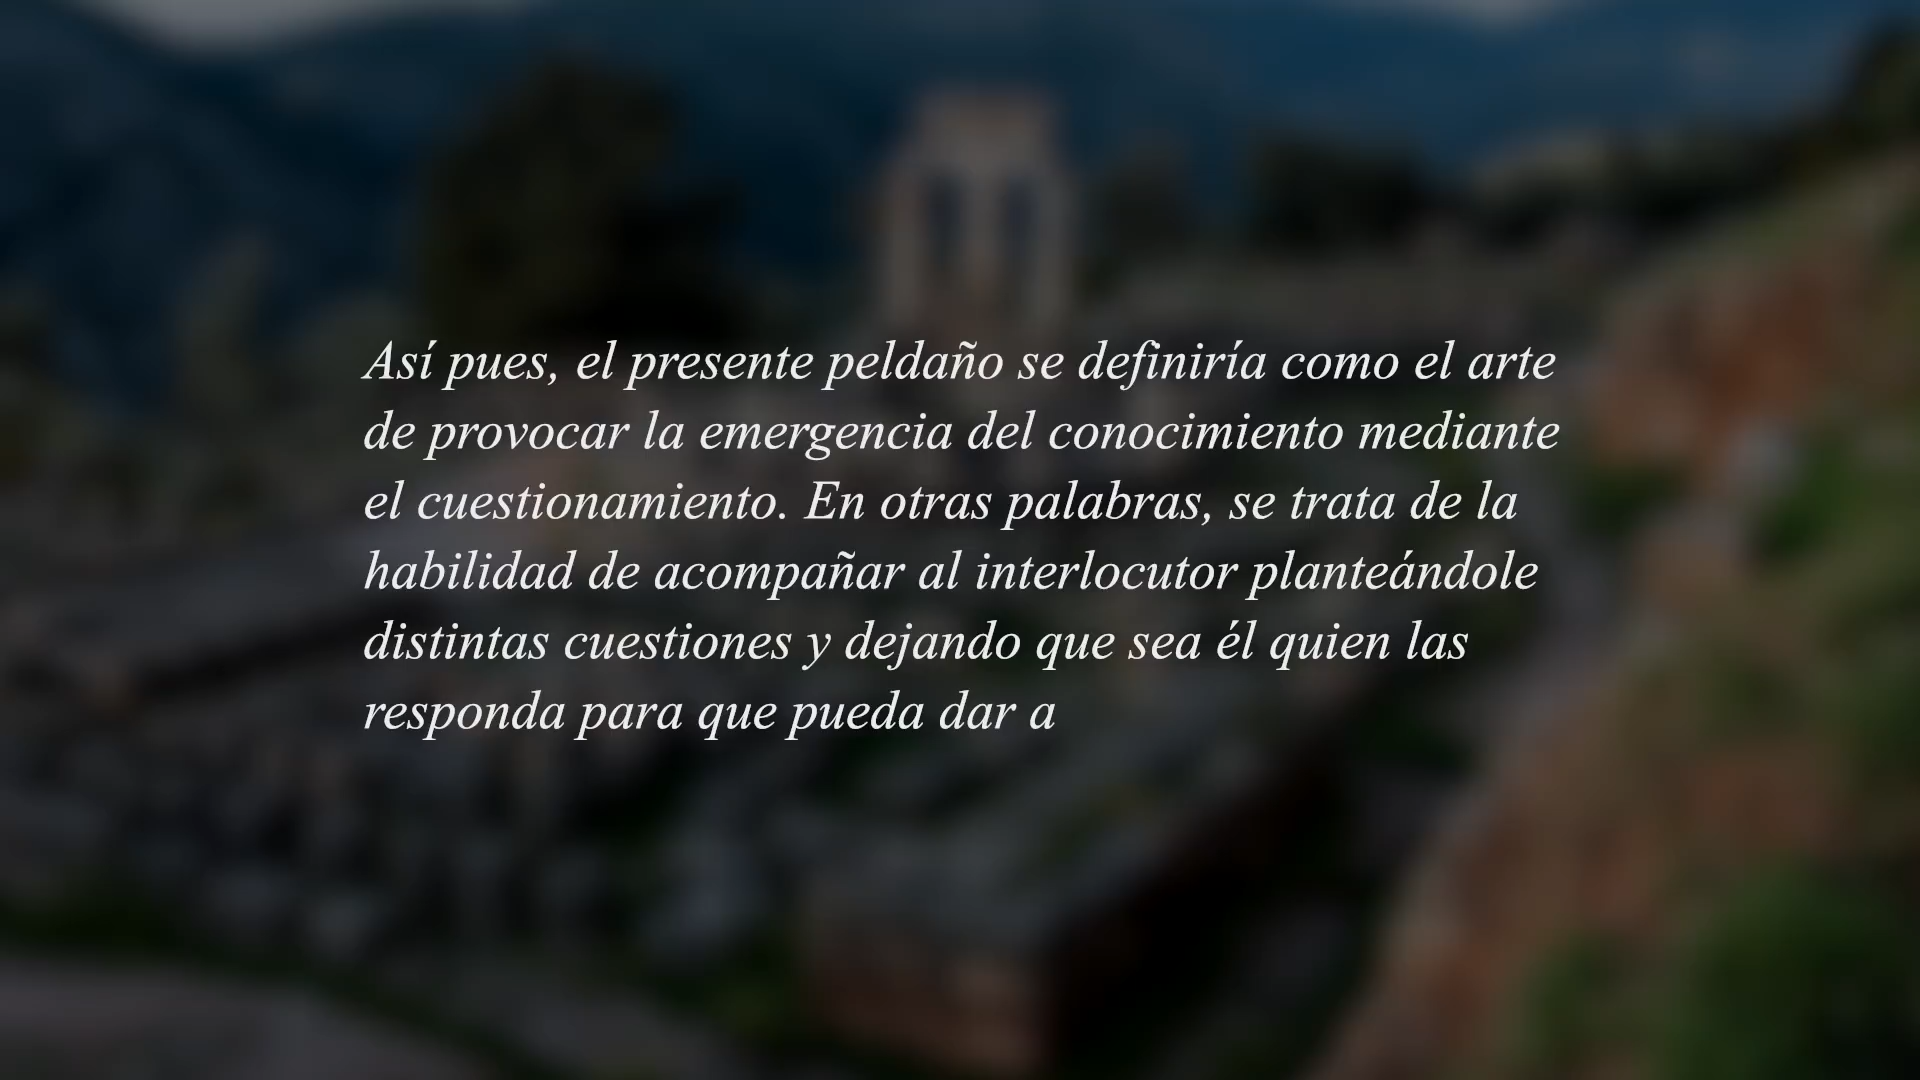 Así pues, el presente peldaño se definiría como el arte
de provocar la emergencia del conocimiento mediante
el cuestionamiento. En otras palabras, se trata de la
habilidad de acompañar al interlocutor planteándole
distintas cuestiones y dejando que sea él quien las
responda para que pueda dar a